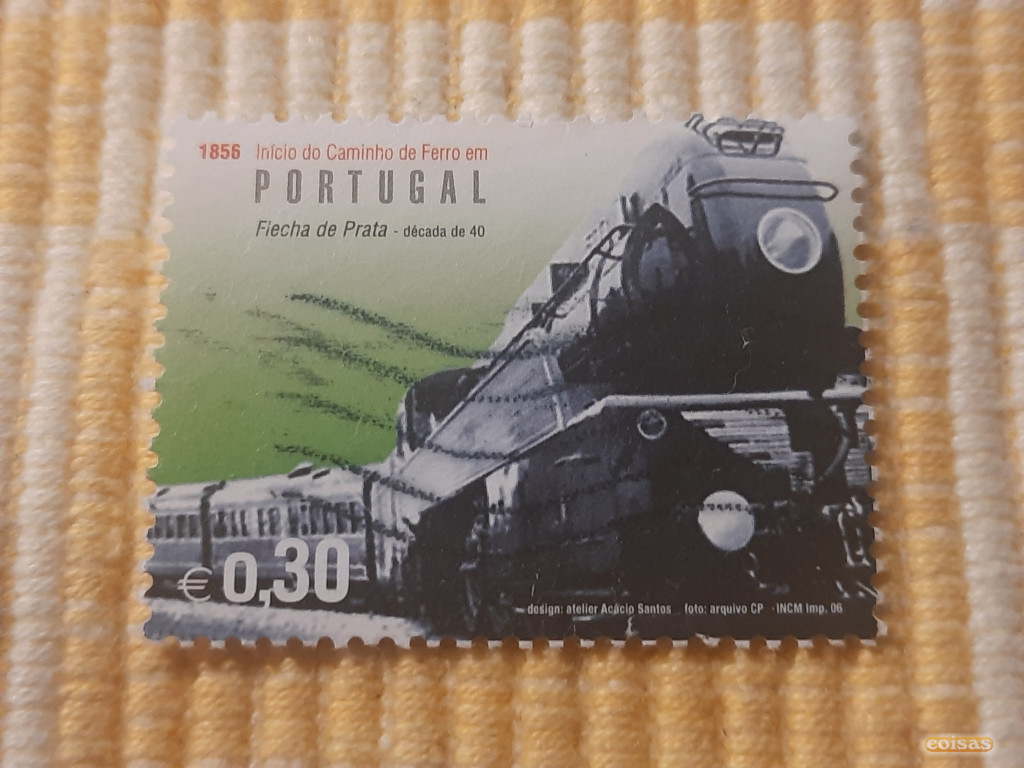 1856 Início do Caminho de Ferro em
PORTUGAL
Flecha de Prata - década de 40
€0,30
design: atelier Acácio Santos foto: arquivo CP · INCM Imp. 06
coisas